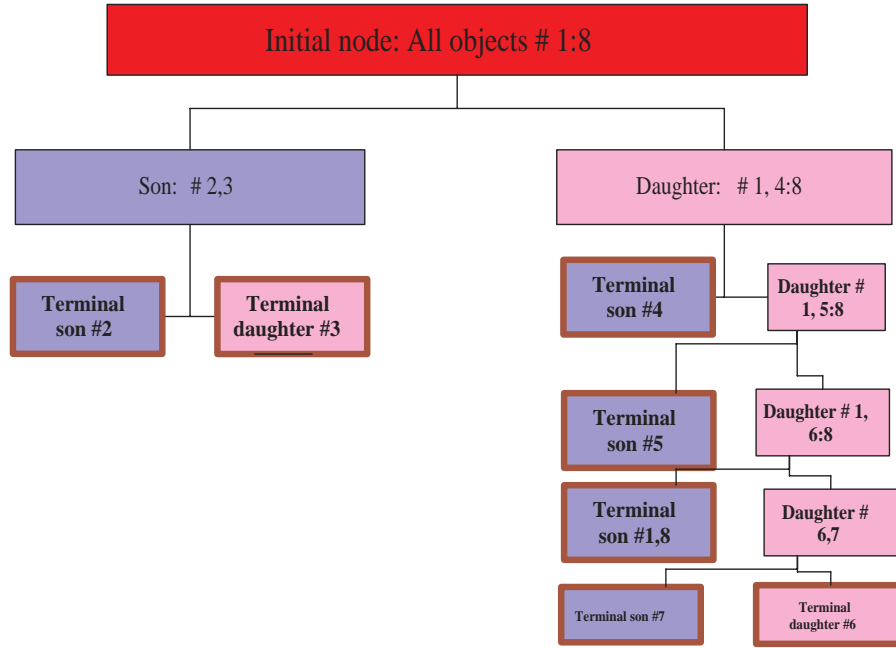 Initial node: All objects # 1:8
Son: # 2,3
Daughter: # 1, 4:8
Terminal
son #2
Terminal
daughter #3
Terminal
son #4
Daughter #
1, 5:8
Terminal
son #5
Daughter # 1,
6:8
Terminal
son #1,8
Daughter #
6,7
Terminal son #7
Terminal
daughter #6